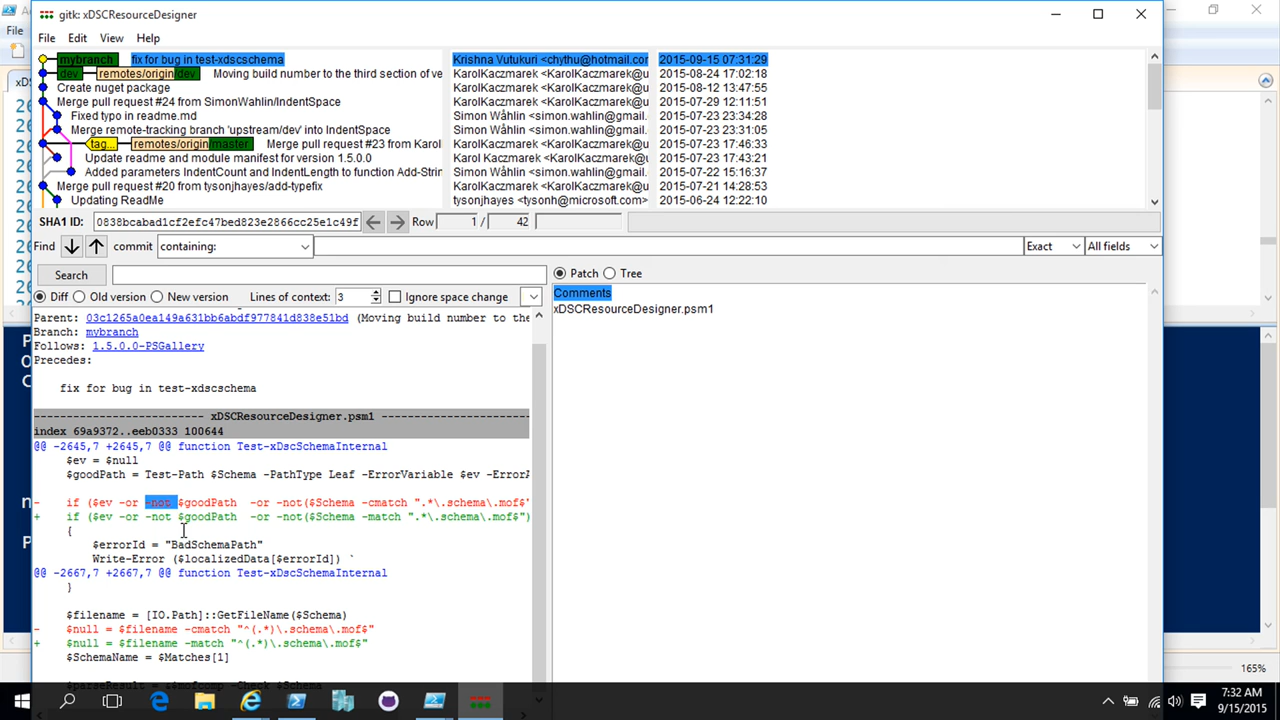 gitk: xDSCResourceDesigner
File Edit View Help
mybranch fix for bug in test-xdscschema Krishna Vutukuri <chythu@hotmail.cor 2015-09-15 07:31:29
dev remotes/origin/dev Moving build number to the third section of ve KarolKaczmarek <KarolKaczmarek@ 2015-08-24 17:02:18
Create nuget package KarolKaczmarek <KarolKaczmarek@ 2015-08-12 13:47:55
Merge pull request #24 from SimonWahlin/IndentSpace KarolKaczmarek <KarolKaczmarek@ 2015-07-29 12:11:51
Fixed typo in readme.md Simon Wåhlin <simon.wahlin@gmail. 2015-07-23 23:34:28
Merge remote-tracking branch 'upstream/dev' into IndentSpace Simon Wåhlin <simon.wahlin@gmail. 2015-07-23 23:31:05
tag... remotes/origin/master Merge pull request #23 from Karol KarolKaczmarek <KarolKaczmarek@u 2015-07-23 17:46:33
Update readme and module manifest for version 1.5.0.0 Karol Kaczmarek <KarolKaczmarek@ 2015-07-23 17:43:21
Added parameters IndentCount and IndentLength to function Add-Strin Simon Wåhlin <simon.wahlin@gmail. 2015-07-22 15:16:37
Merge pull request #20 from tysonjhayes/add-typefix KarolKaczmarek <KarolKaczmarek@u 2015-07-21 14:28:53
Updating ReadMe tysonjhayes <tysonh@microsoft.com> 2015-06-24 12:22:10
SHA1 ID: 0838bcabad1cf2efc47bed823e2866cc25e1c49f Row 1 / 42
Find commit containing: Exact All fields
Search Patch Tree
Diff Old version New version Lines of context: 3 Ignore space change
Comments
xDSCResourceDesigner.psm1
Parent: 03c1265a0ea149a631bb6abdf977841d838e51bd (Moving build number to the
Branch: mybranch
Follows: 1.5.0.0-PSGallery
Precedes:
fix for bug in test-xdscschema
------------------------- xDSCResourceDesigner.psm1 -------------------------
index 69a9372..eeb0333 100644
@@ -2645,7 +2645,7 @@ function Test-xDscSchemaInternal
$ev = $null
$goodPath = Test-Path $Schema -PathType Leaf -ErrorVariable $ev -ErrorA
- if ($ev -or -not $goodPath -or -not($Schema -cmatch ".*\.schema\.mof$"
+ if ($ev -or -not $goodPath -or -not($Schema -match ".*\.schema\.mof$")
{
$errorId = "BadSchemaPath"
Write-Error ($localizedData[$errorId]) `
@@ -2667,7 +2667,7 @@ function Test-xDscSchemaInternal
}
$filename = [IO.Path]::GetFileName($Schema)
- $null = $filename -cmatch "^(.*)\.schema\.mof$"
+ $null = $filename -match "^(.*)\.schema\.mof$"
$SchemaName = $Matches[1]
File
165%
7:32 AM
9/15/2015